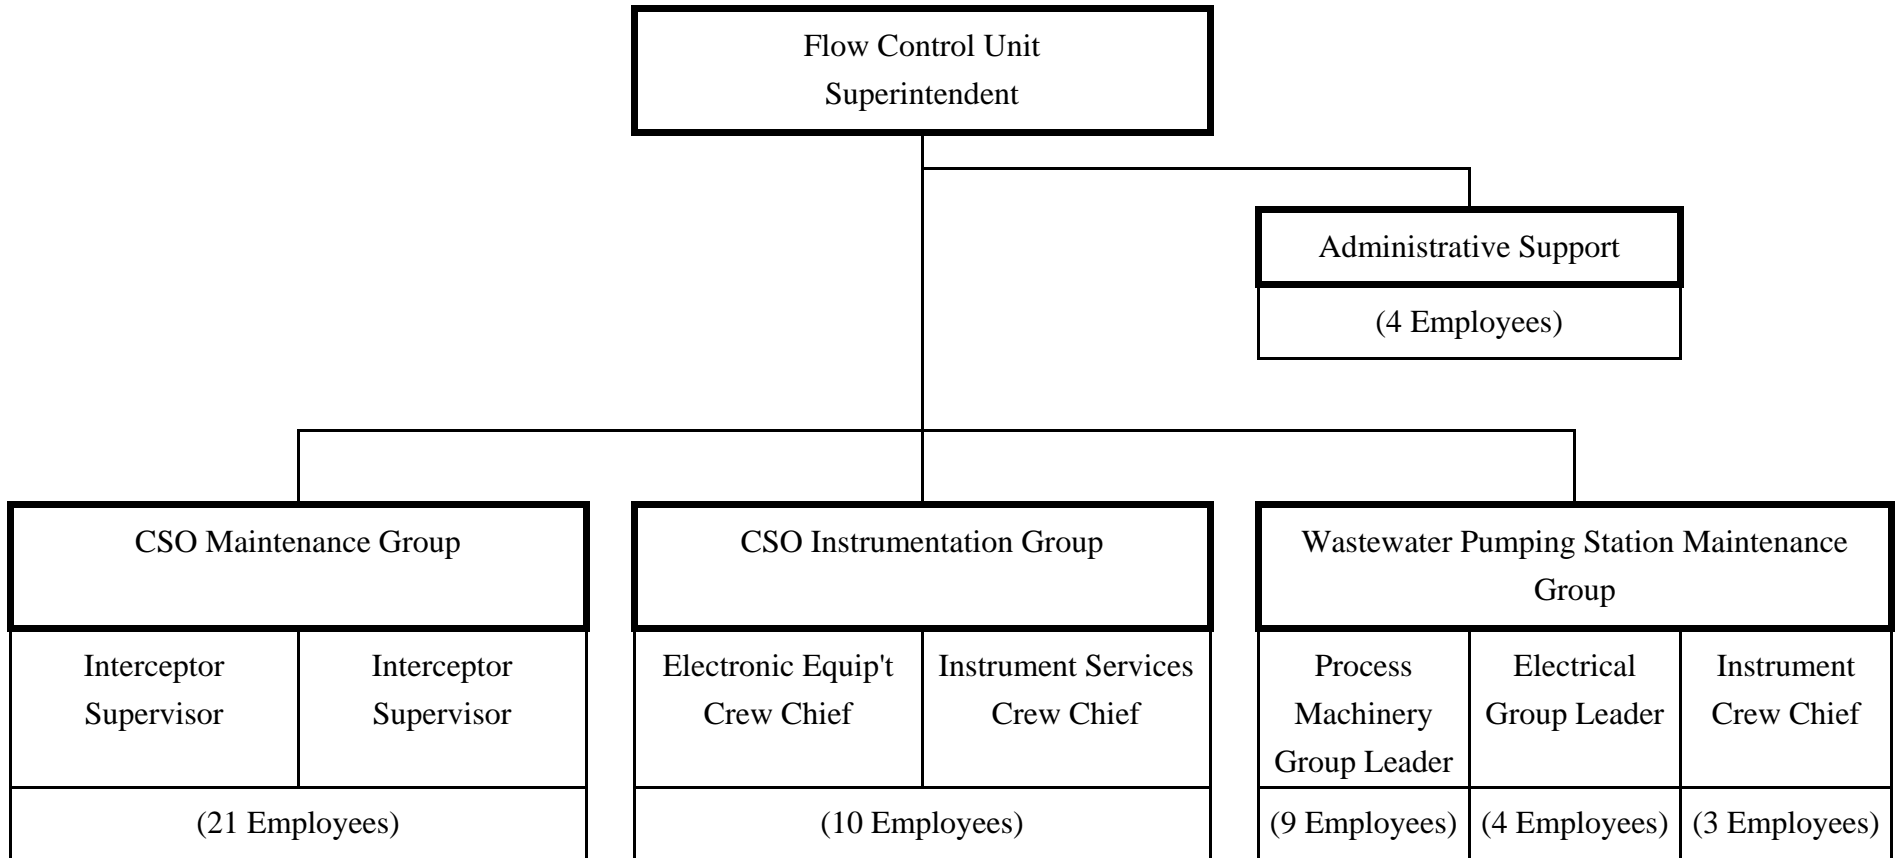 Flow Control Unit
Superintendent
Administrative Support
(4 Employees)
CSO Maintenance Group
CSO Instrumentation Group
Wastewater Pumping Station Maintenance
Group
Interceptor
Supervisor
Interceptor
Supervisor
Electronic Equip't
Crew Chief
Instrument Services
Crew Chief
Process
Machinery
Group Leader
Electrical
Group Leader
Instrument
Crew Chief
(21 Employees)
(10 Employees)
(9 Employees)
(4 Employees)
(3 Employees)